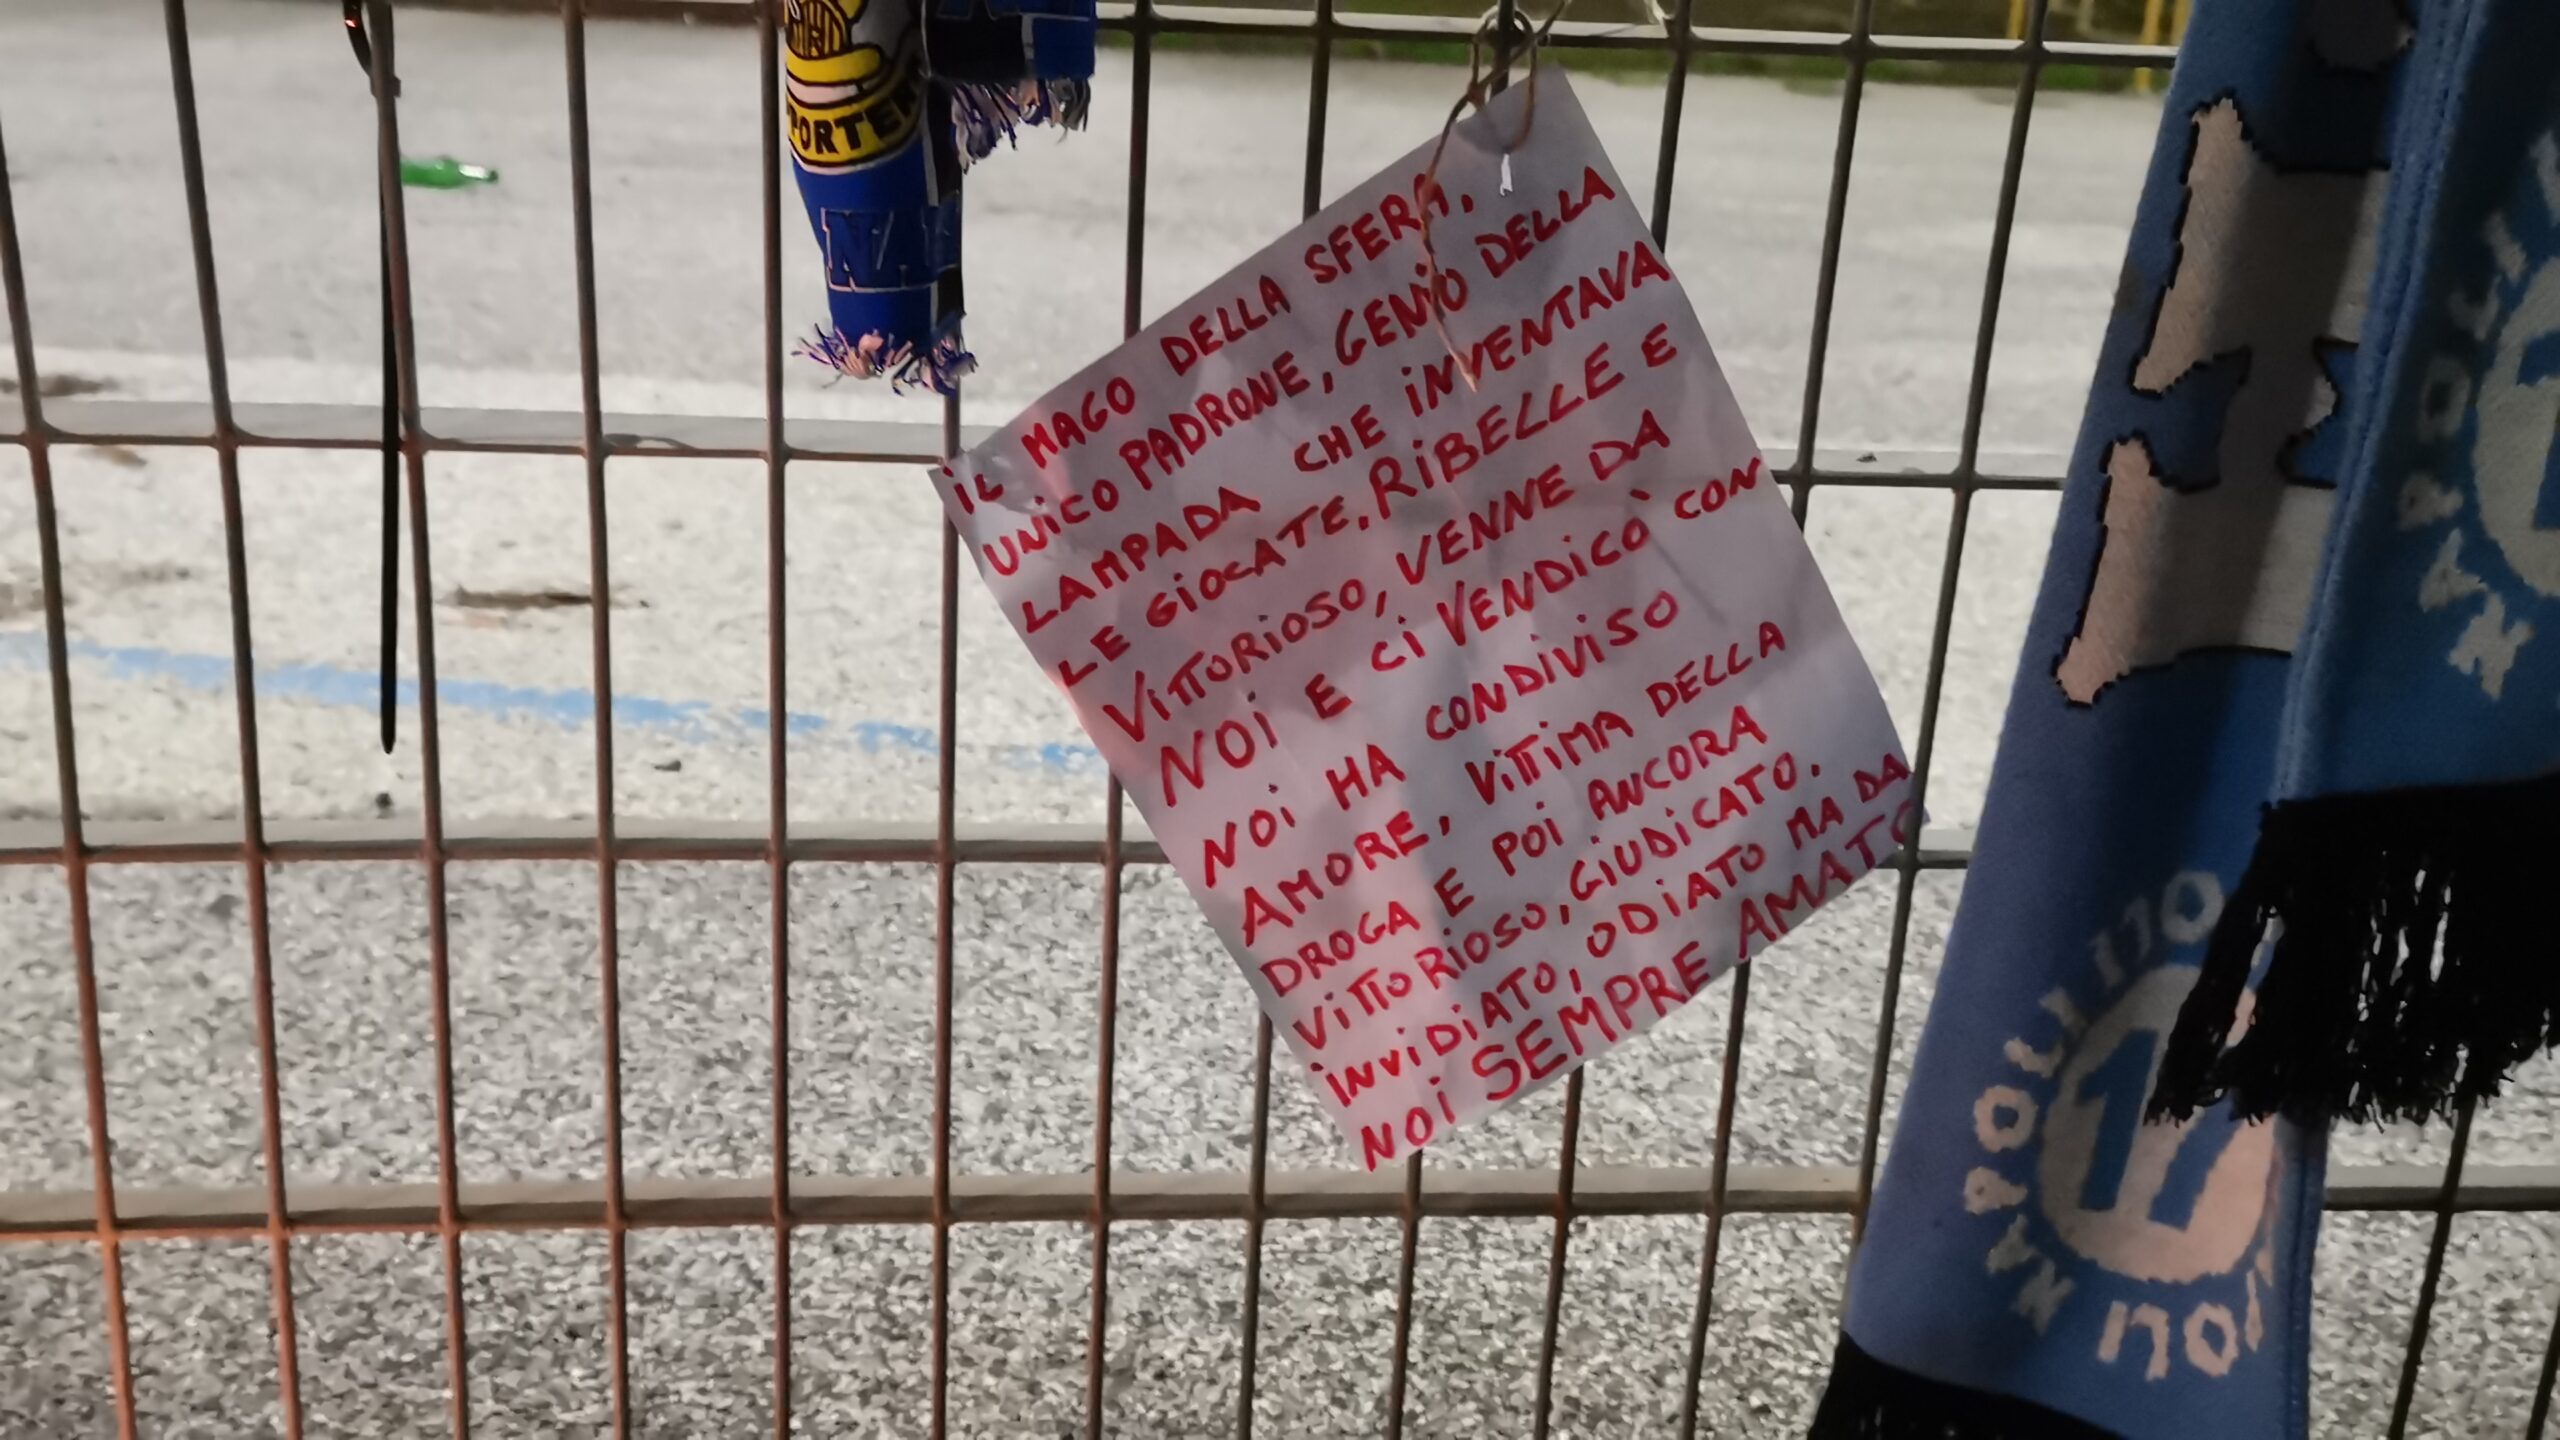 IL MAGO DELLA SFERA,
UNICO PADRONE, GENIO DELLA
LAMPADA CHE INVENTAVA
LE GIOCATE, RIBELLE E
VITTORIOSO, VENNE DA
NOI E CI VENDICÒ CON
NOI HA CONDIVISO
AMORE, VITTIMA DELLA
DROGA E POI ANCORA
VITTORIOSO, GIUDICATO.
INVIDIATO, ODIATO MA DA
NOI SEMPRE AMATO
NAPOLI
NAPOLI